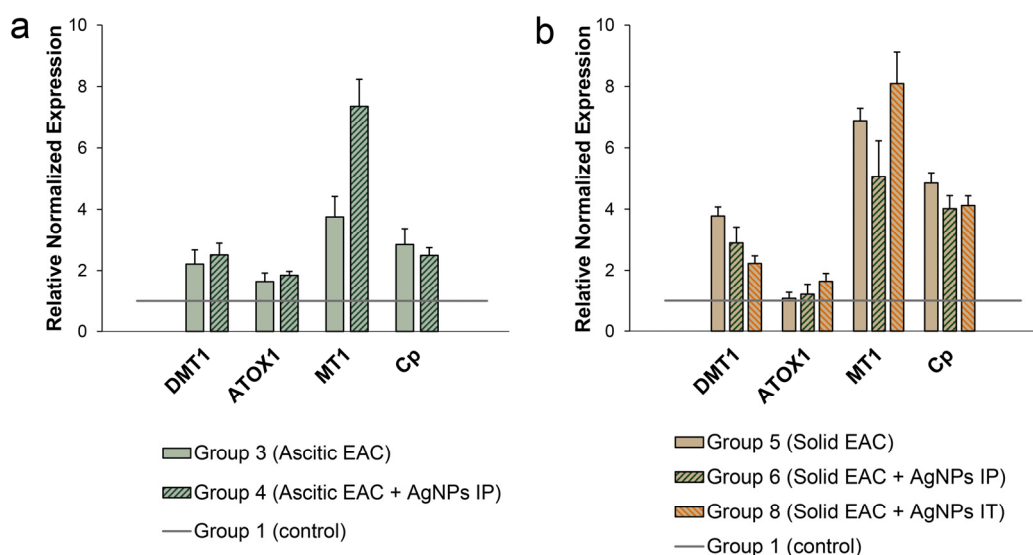 a
Relative Normalized Expression
10
8
6
4
2
0
DMT1
ATOX1
MT1
Cp
Group 3 (Ascitic EAC)
Group 4 (Ascitic EAC + AgNPs IP)
Group 1 (control)
b
Relative Normalized Expression
10
8
6
4
2
0
DMT1
ATOX1
MT1
Cp
Group 5 (Solid EAC)
Group 6 (Solid EAC + AgNPs IP)
Group 8 (Solid EAC + AgNPs IT)
Group 1 (control)